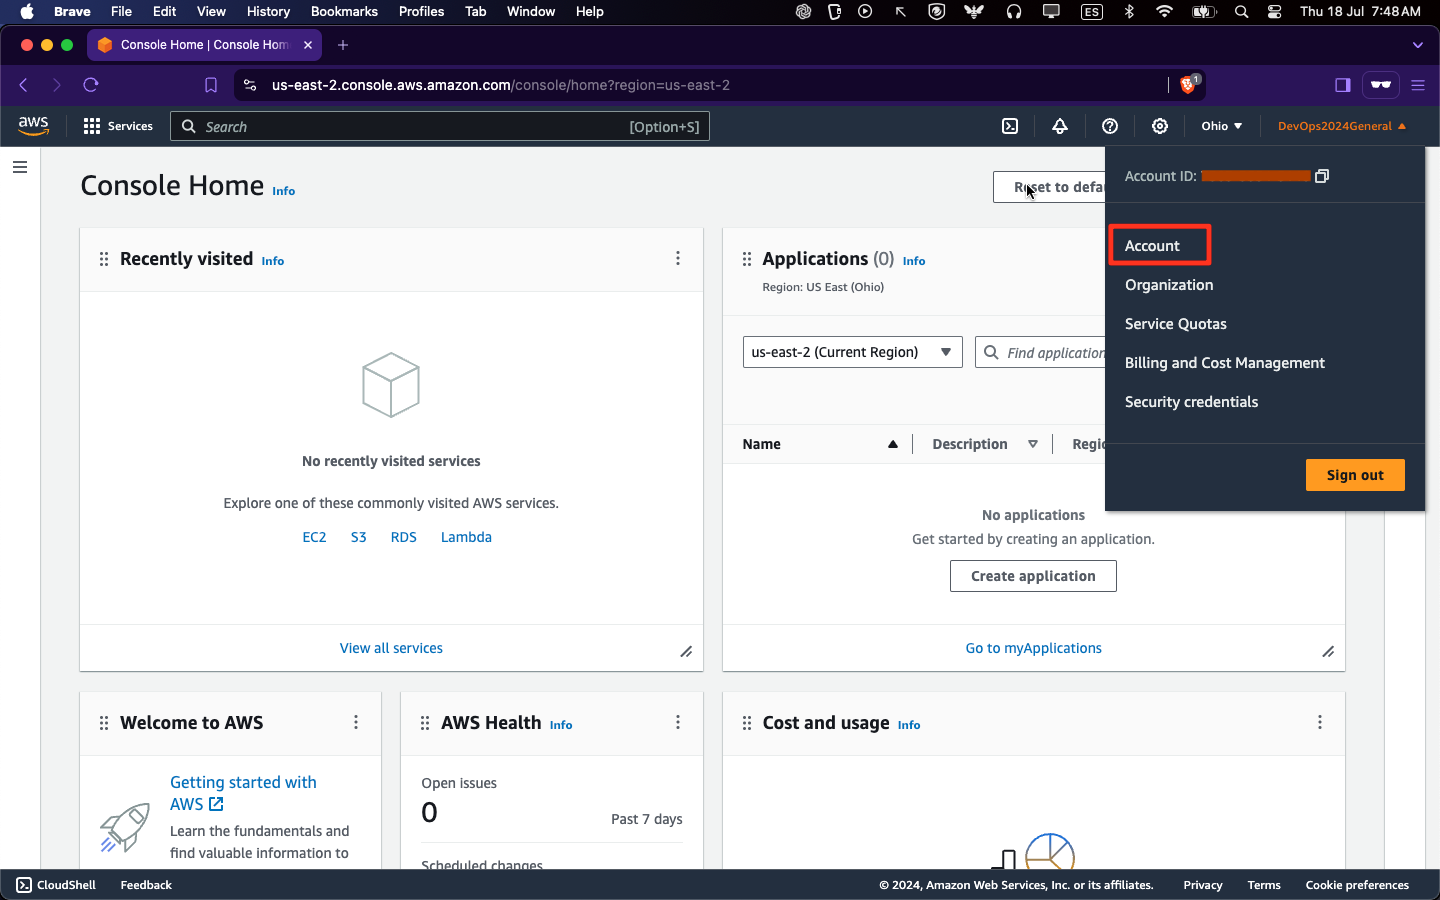 Brave File Edit View History Bookmarks Profiles Tab Window Help ES Thu 18 Jul 7:48 AM
Console Home | Console Hom
us-east-2.console.aws.amazon.com/console/home?region=us-east-2 1
aws Services Search [Option+S] Ohio DevOps2024General
Account ID:
Account
Organization
Service Quotas
Billing and Cost Management
Security credentials
Sign out
Console Home Info
Reset to defau
Recently visited Info
No recently visited services
Explore one of these commonly visited AWS services.
EC2 S3 RDS Lambda
View all services
Applications (0) Info
Region: US East (Ohio)
us-east-2 (Current Region) Find application
Name Description Regio
No applications
Get started by creating an application.
Create application
Go to myApplications
Welcome to AWS
Getting started with
AWS
Learn the fundamentals and
find valuable information to
AWS Health Info
Open issues
0
Past 7 days
Scheduled changes
Cost and usage Info
CloudShell Feedback © 2024, Amazon Web Services, Inc. or its affiliates. Privacy Terms Cookie preferences